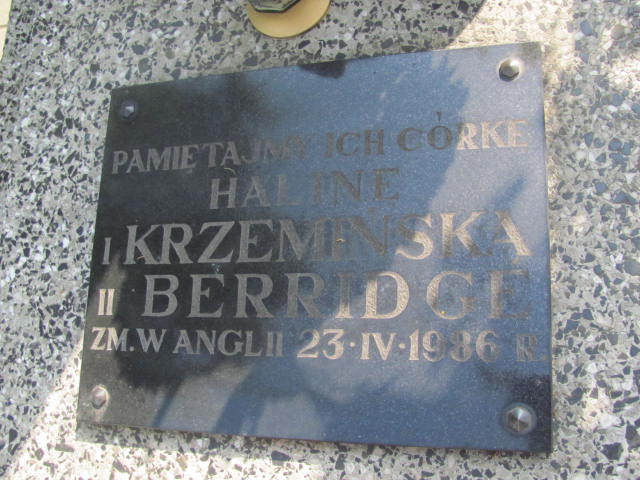 PAMIĘTAJMY ICH CÓRKĘ
HALINĘ
I KRZEMIŃSKA
II BERRIDGE
ZM. W ANGLII 23·IV·1986 R.